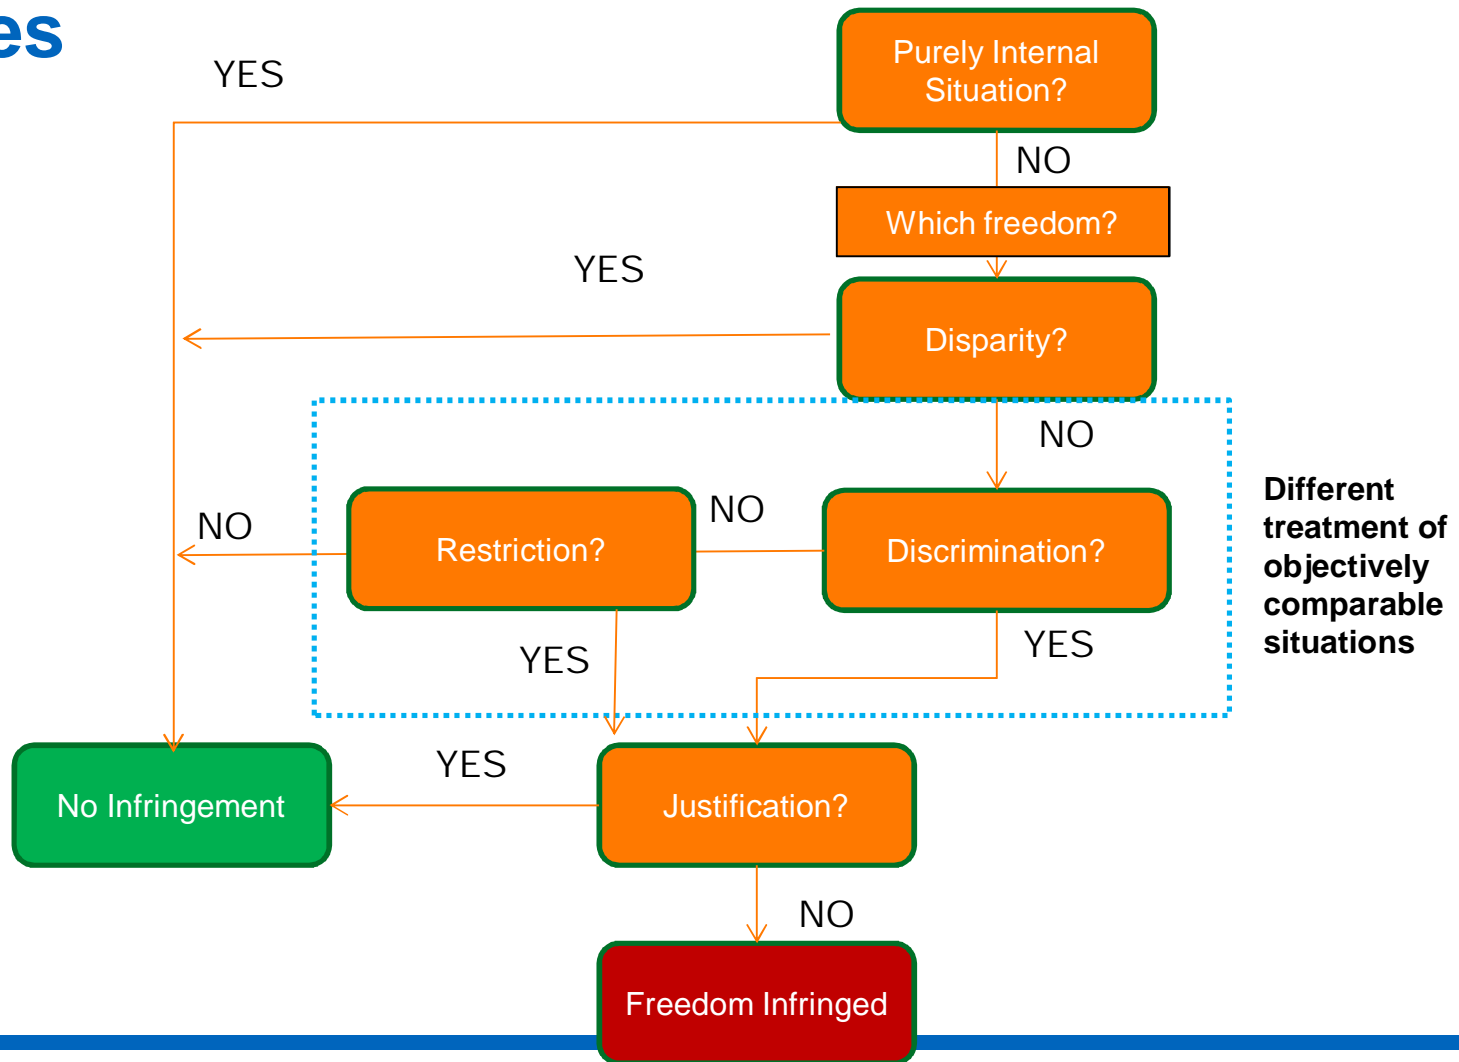 es
YES
Purely Internal
Situation?
NO
Which freedom?
YES
Disparity?
NO
Different
treatment of
objectively
comparable
situations
NO
Restriction?
NO
Discrimination?
YES
YES
No Infringement
YES
Justification?
NO
Freedom Infringed